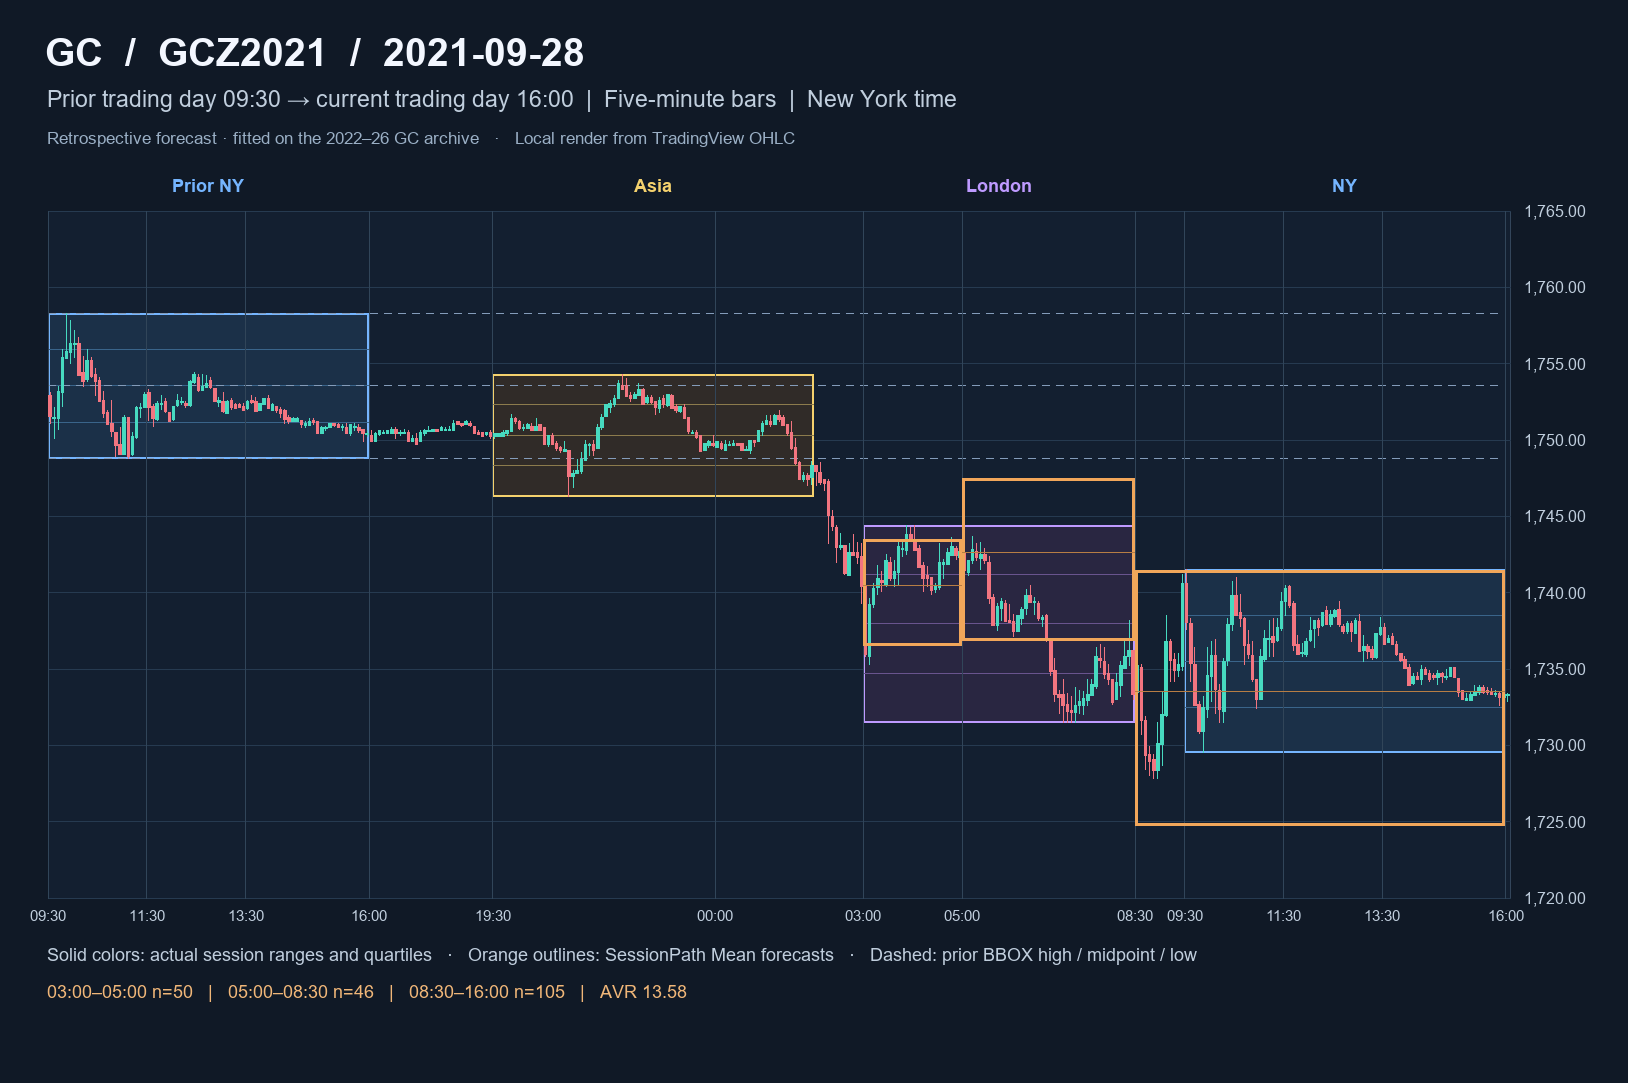 GC / GCZ2021 / 2021-09-28
Prior trading day 09:30 → current trading day 16:00 | Five-minute bars | New York time
Retrospective forecast · fitted on the 2022–26 GC archive · Local render from TradingView OHLC
Prior NY Asia London NY
1,765.00
1,760.00
1,755.00
1,750.00
1,745.00
1,740.00
1,735.00
1,730.00
1,725.00
1,720.00
09:30 11:30 13:30 16:00 19:30 00:00 03:00 05:00 08:30 09:30 11:30 13:30 16:00
Solid colors: actual session ranges and quartiles · Orange outlines: SessionPath Mean forecasts · Dashed: prior BBOX high / midpoint / low
03:00–05:00 n=50 | 05:00–08:30 n=46 | 08:30–16:00 n=105 | AVR 13.58